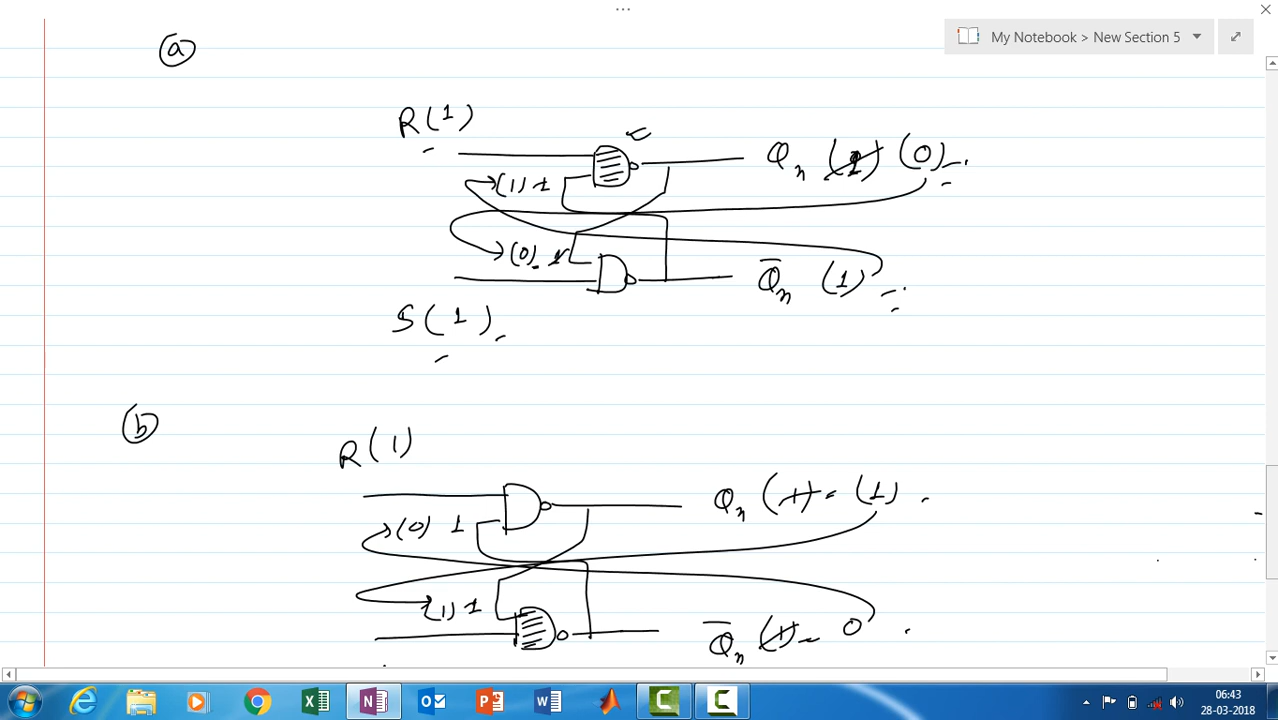 My Notebook > New Section 5
(a)
R(1)
Qn (1) (0)
(1) 1
(0) 1
Q̅n (1)
S(1)
(b)
R(1)
Qn (1) (1)
(0) 1
(1) 1
Q̅n (1) 0
06:43
28-03-2018